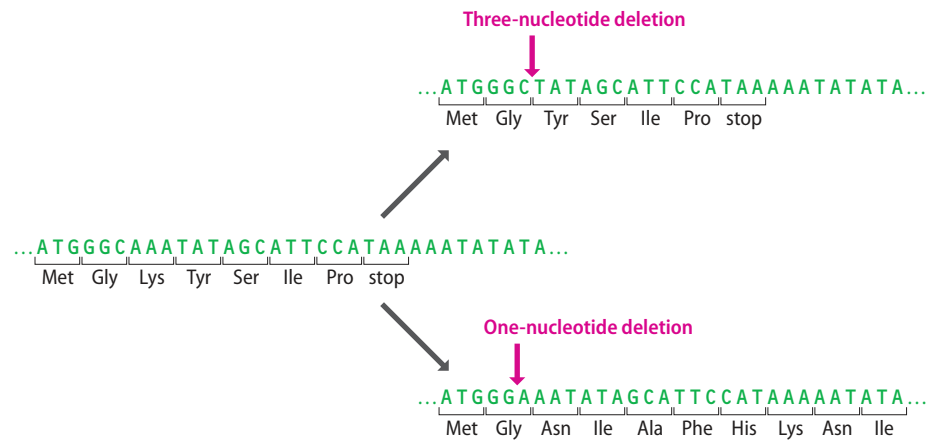 Three-nucleotide deletion
...ATGGGCTATAGCATTCCATAAAAATATATA...
Met Gly Tyr Ser Ile Pro stop
...ATGGGCAAATATAGCATTCCATAAAAATATATA...
Met Gly Lys Tyr Ser Ile Pro stop
One-nucleotide deletion
...ATGGGAAATATAGCATTCCATAAAAATATA...
Met Gly Asn Ile Ala Phe His Lys Asn Ile